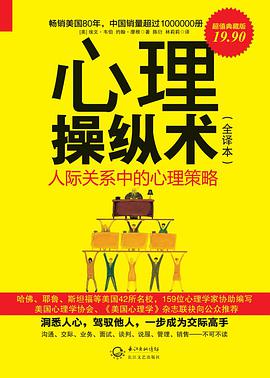 畅销美国80年，中国销量超过1000000册
[美]埃文·韦伯 约翰·摩根 著 陈衍 林莉莉 译
超值典藏版
19.90
心理
操纵术
（全译本）
人际关系中的心理策略
哈佛、耶鲁、斯坦福等美国42所名校，159位心理学家协助编写
美国心理学协会、《美国心理学》杂志联袂向公众推荐
洞悉人心，驾驭他人，一步成为交际高手
沟通、交际、业务、面试、谈判、说服、管理、销售——不可不读
长江出版传媒
长江文艺出版社